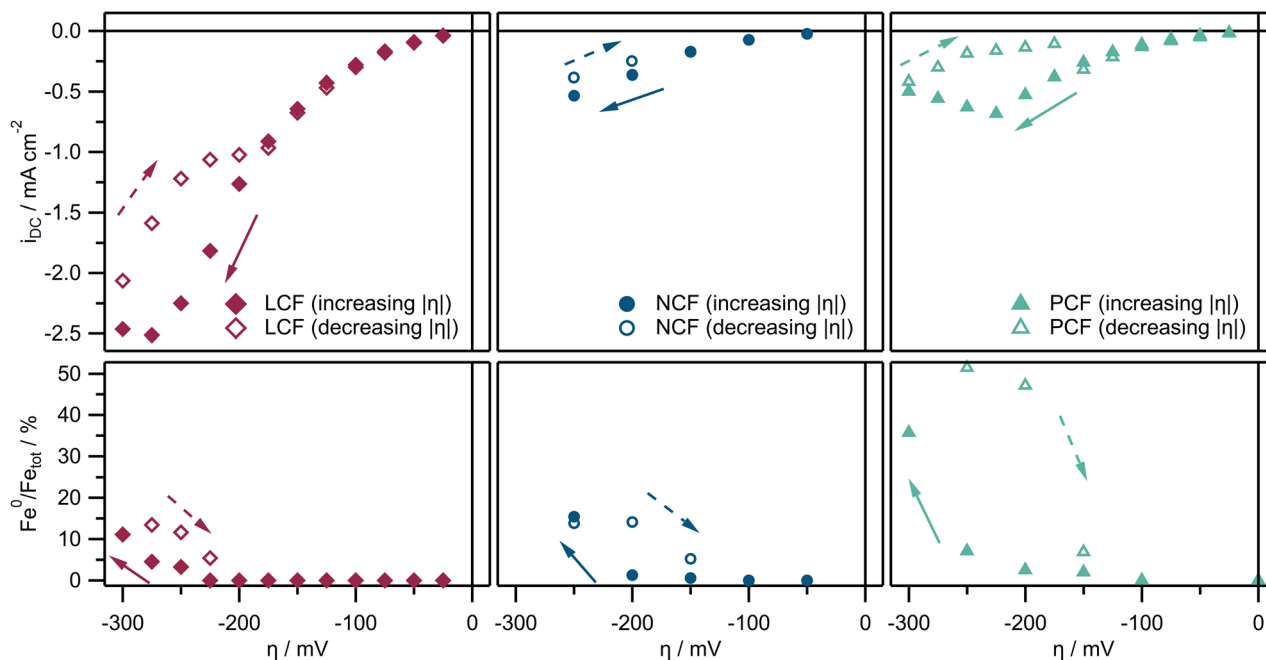 0.0
-0.5
-1.0
-1.5
-2.0
-2.5
i_DC / mA cm⁻²
LCF (increasing |η|)
LCF (decreasing |η|)
NCF (increasing |η|)
NCF (decreasing |η|)
PCF (increasing |η|)
PCF (decreasing |η|)
50
40
30
20
10
0
Fe⁰/Fe_tot / %
-300 -200 -100 0
η / mV
-300 -200 -100 0
η / mV
-300 -200 -100 0
η / mV